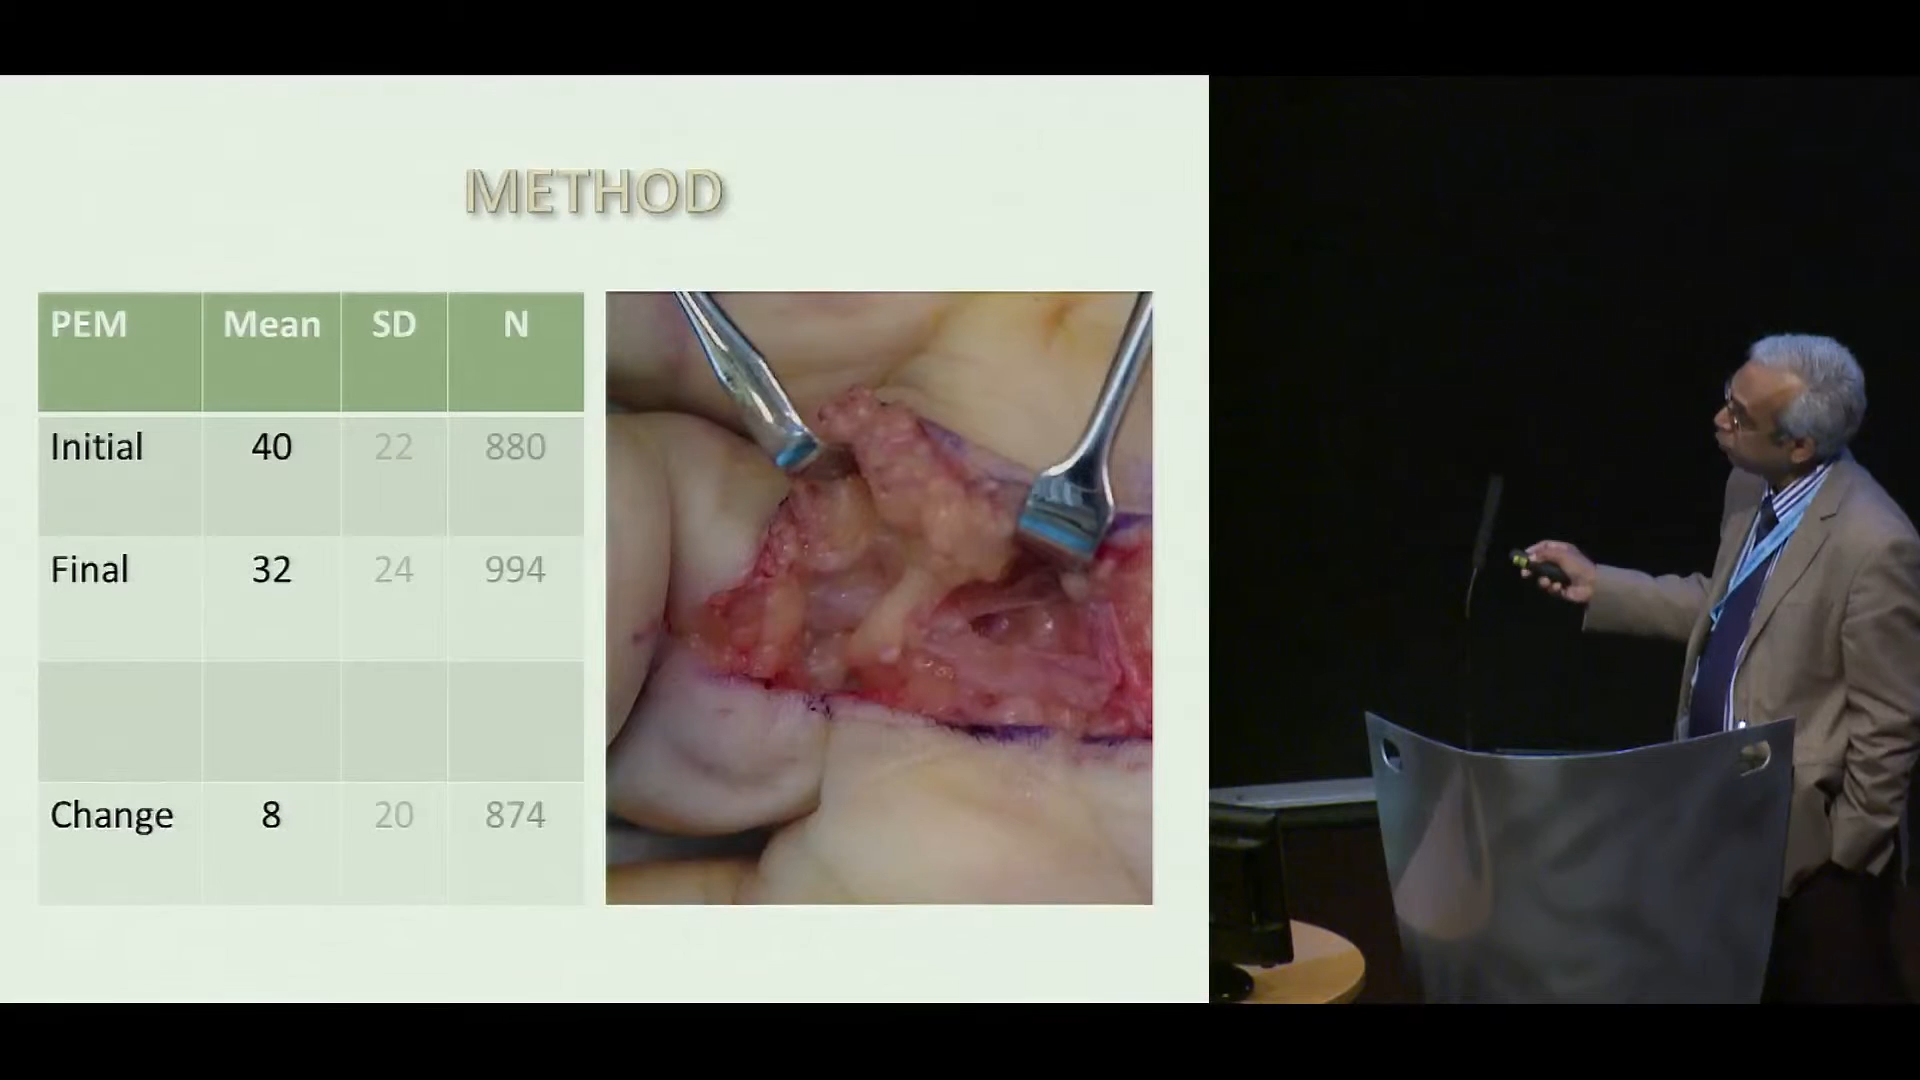 METHOD
PEM Mean SD N
Initial 40 22 880
Final 32 24 994
Change 8 20 874